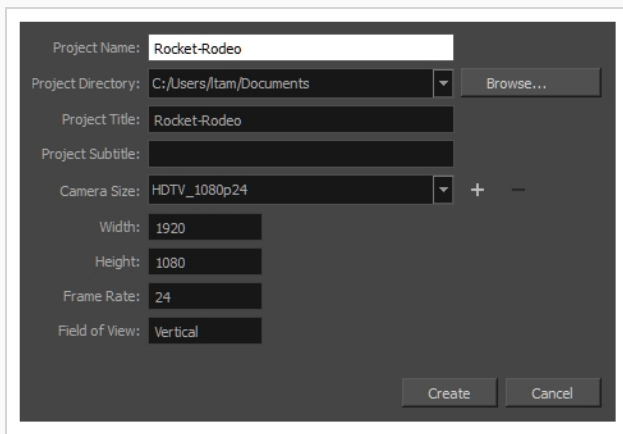 Project Name: Rocket-Rodeo
Project Directory: C:/Users/ltam/Documents Browse...
Project Title: Rocket-Rodeo
Project Subtitle:
Camera Size: HDTV_1080p24
Width: 1920
Height: 1080
Frame Rate: 24
Field of View: Vertical
Create Cancel